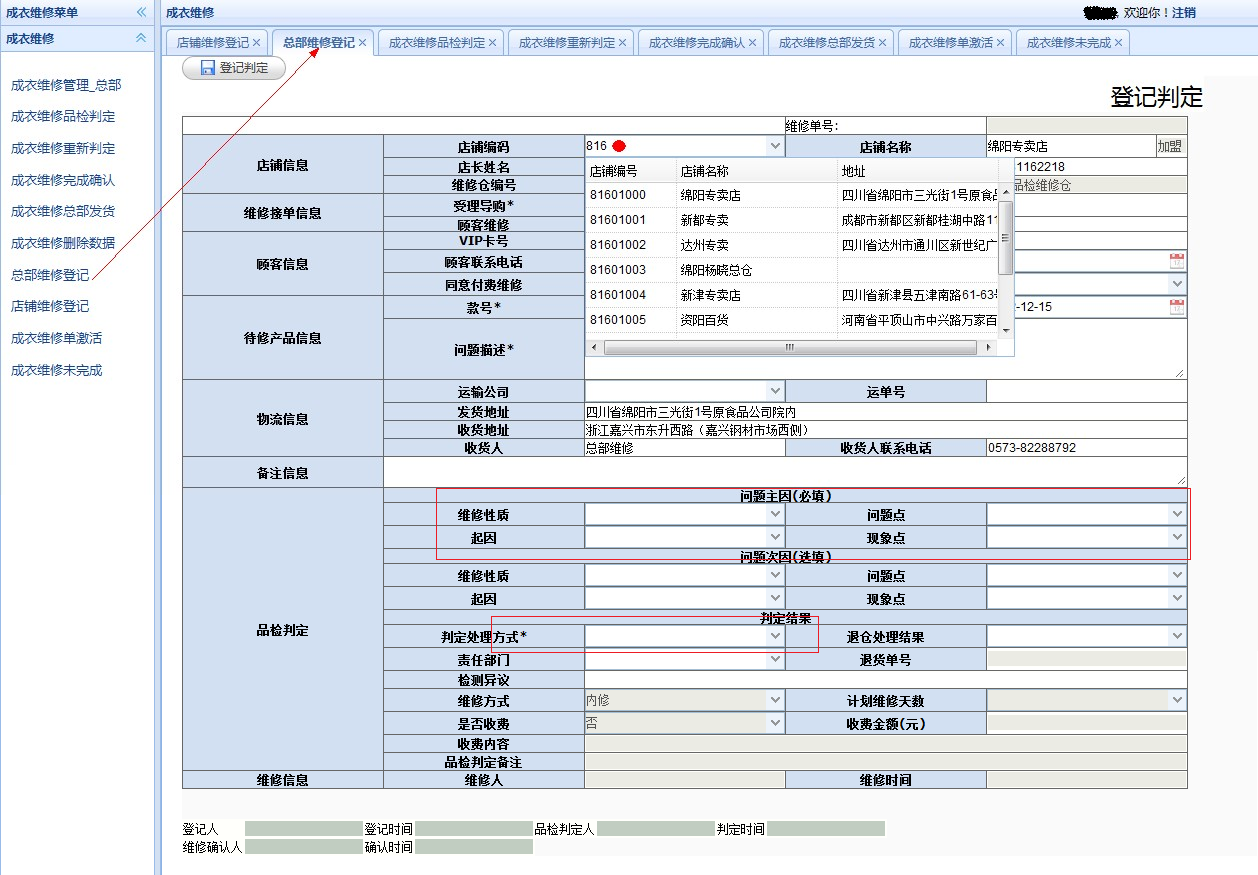 成衣维修菜单
成衣维修
成衣维修管理_总部
成衣维修品检判定
成衣维修重新判定
成衣维修完成确认
成衣维修总部发货
成衣维修删除数据
总部维修登记
店铺维修登记
成衣维修单激活
成衣维修未完成
成衣维修 欢迎你！注销
店铺维修登记 总部维修登记 成衣维修品检判定 成衣维修重新判定 成衣维修完成确认 成衣维修总部发货 成衣维修单激活 成衣维修未完成
登记判定
登记判定
维修单号:
店铺信息 店铺编码 816 店铺名称 绵阳专卖店 加盟
店长姓名 1162218
维修仓编号 品检维修仓
维修接单信息 受理导购*
顾客维修
顾客信息 VIP卡号
顾客联系电话
同意付费维修
待修产品信息 款号* -12-15
问题描述*
店铺编号 店铺名称 地址
81601000 绵阳专卖店 四川省绵阳市三光街1号原食品
81601001 新都专卖 成都市新都区新都桂湖中路11
81601002 达州专卖 四川省达州市通川区新世纪广
81601003 绵阳杨晓总仓
81601004 新津专卖店 四川省新津县五津南路61-63
81601005 资阳百货 河南省平顶山市中兴路万家百
物流信息 运输公司 运单号
发货地址 四川省绵阳市三光街1号原食品公司院内
收货地址 浙江嘉兴市东升西路（嘉兴钢材市场西侧）
收货人 总部维修 收货人联系电话 0573-82288792
备注信息
品检判定 问题主因(必填)
维修性质 问题点
起因 现象点
问题次因(选填)
维修性质 问题点
起因 现象点
判定结果
判定处理方式* 退仓处理结果
责任部门 退货单号
检测异议
维修方式 内修 计划维修天数
是否收费 否 收费金额(元)
收费内容
品检判定备注
维修信息 维修人 维修时间
登记人 登记时间 品检判定人 判定时间
维修确认人 确认时间